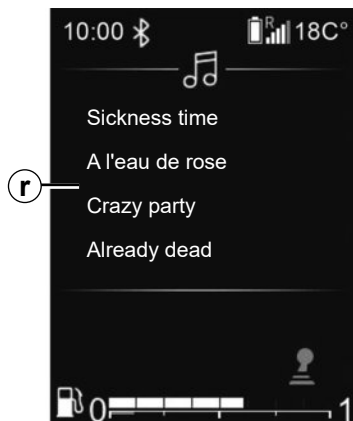 10:00 R 18C°
Sickness time
A l'eau de rose
r
Crazy party
Already dead
0 1